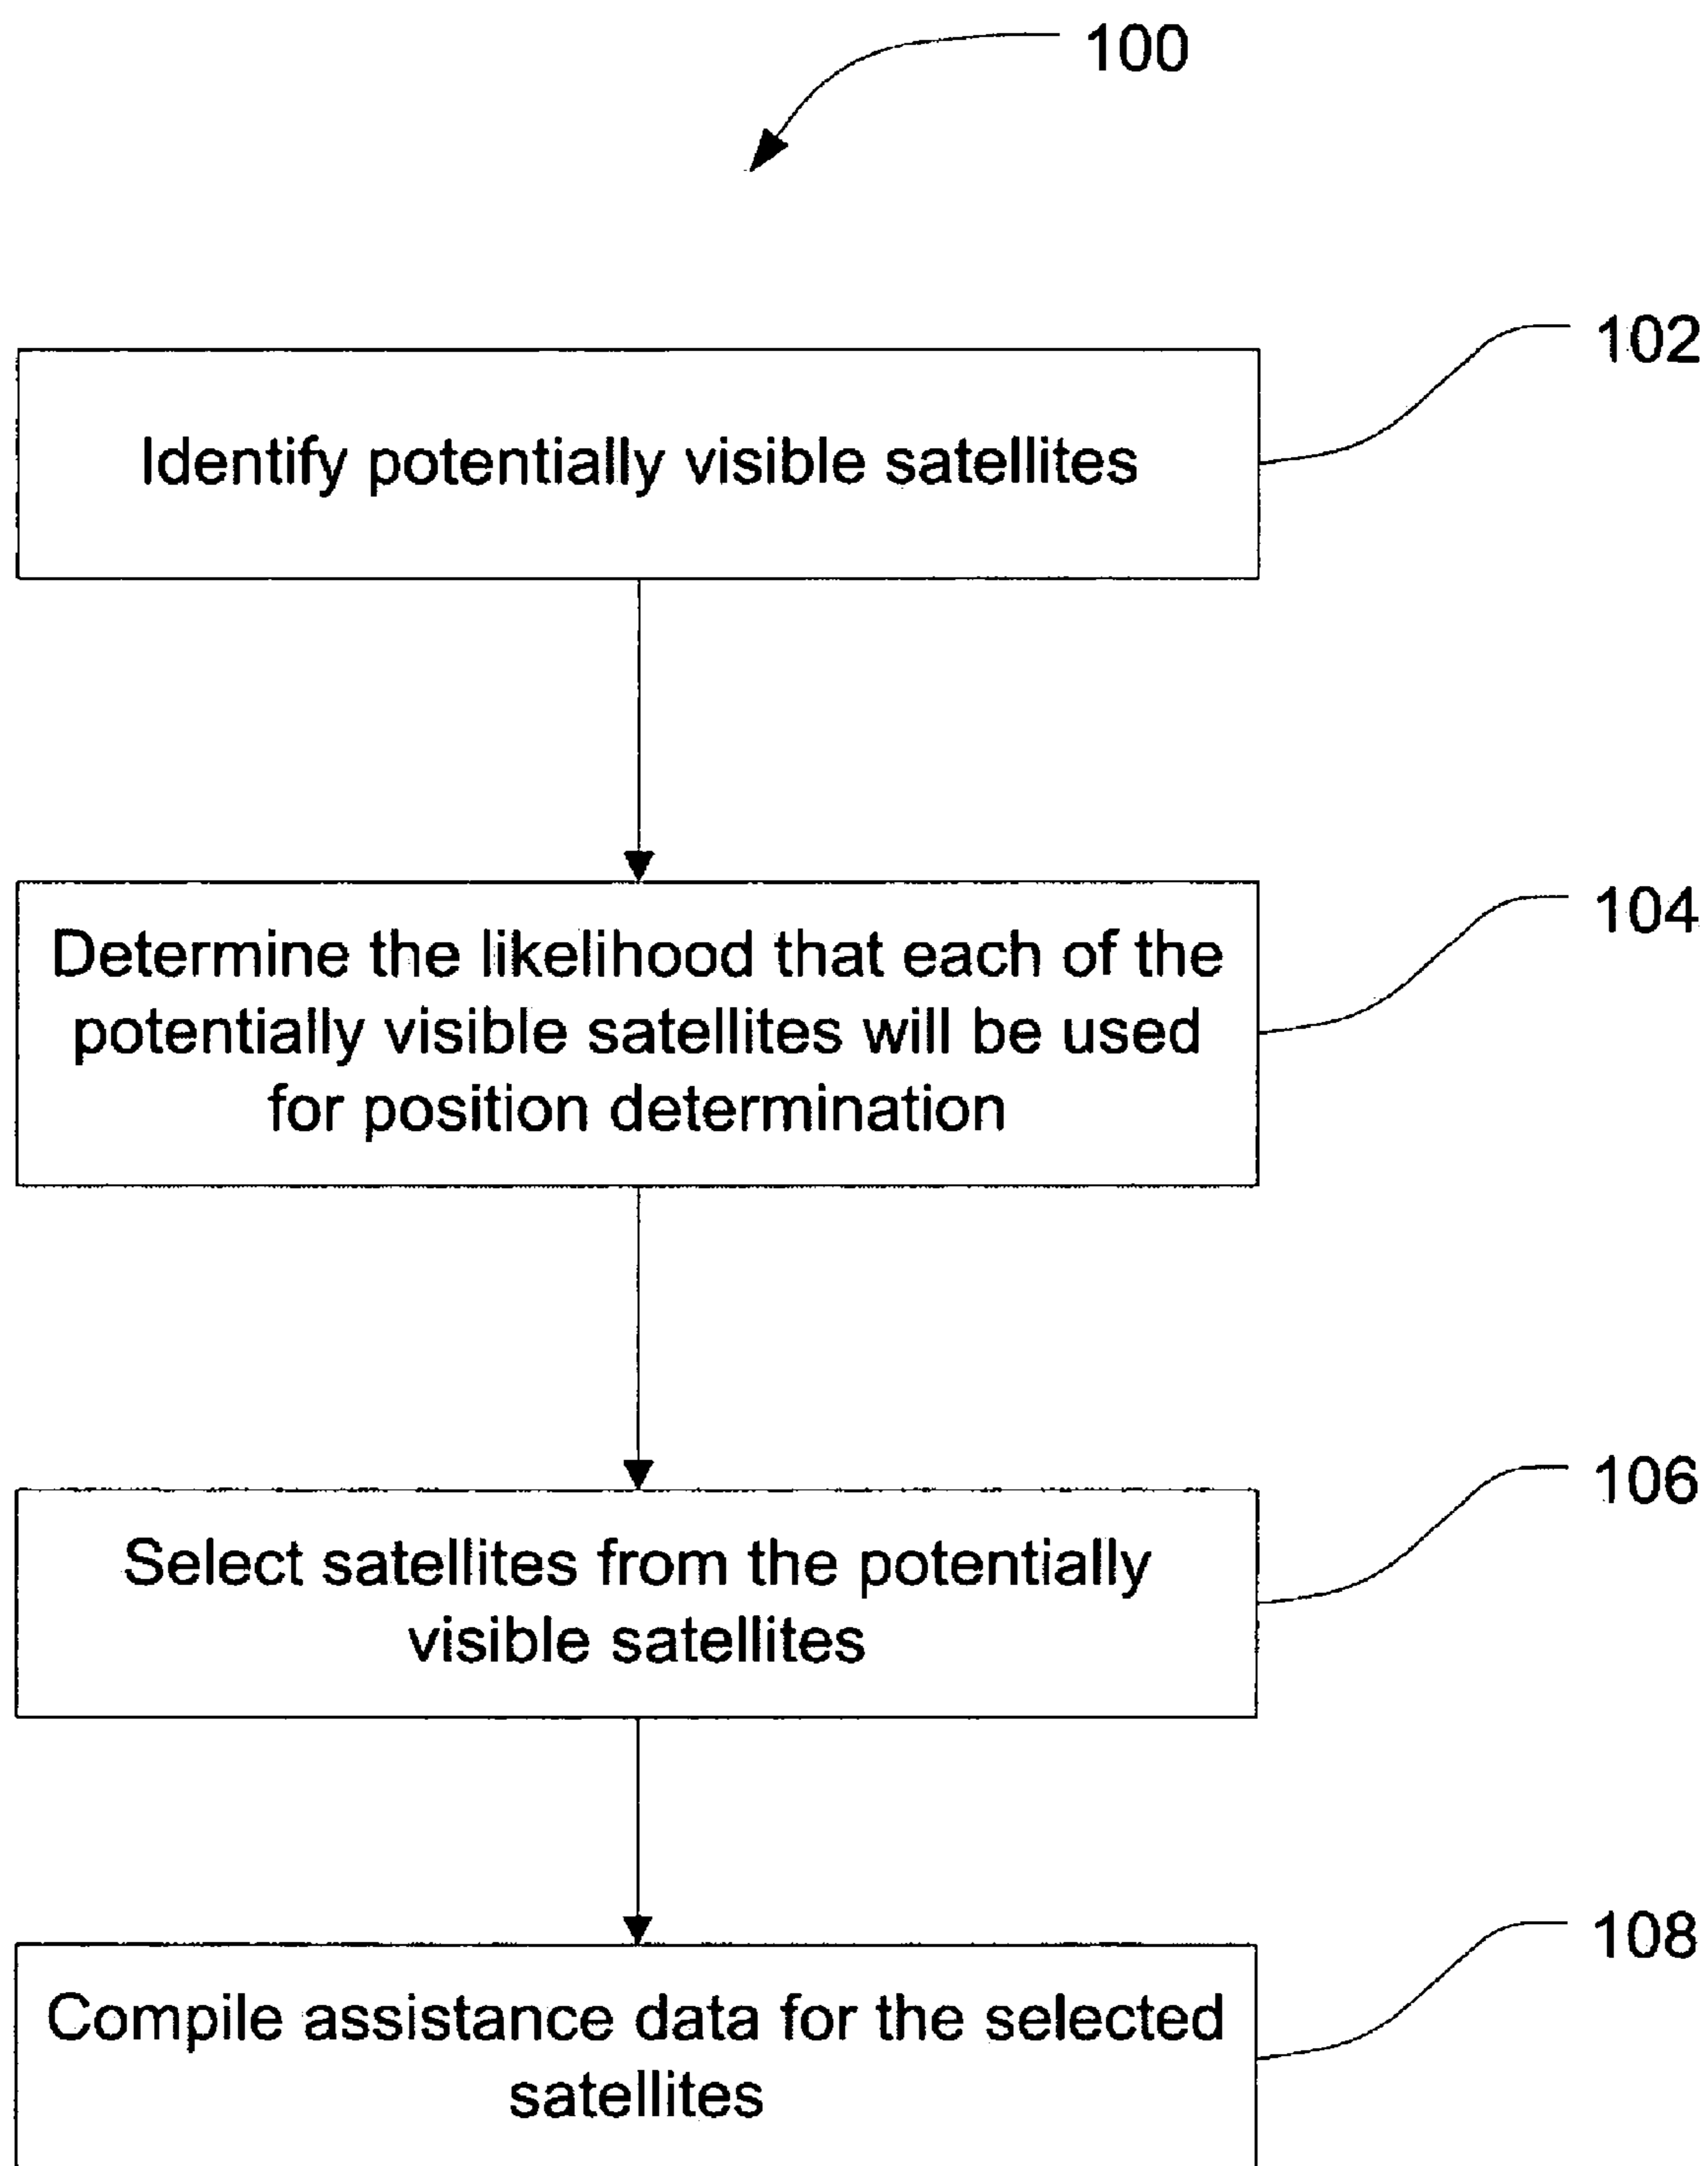 100
102
Identify potentially visible satellites
104
Determine the likelihood that each of the
potentially visible satellites will be used
for position determination
106
Select satellites from the potentially
visible satellites
108
Compile assistance data for the selected
satellites